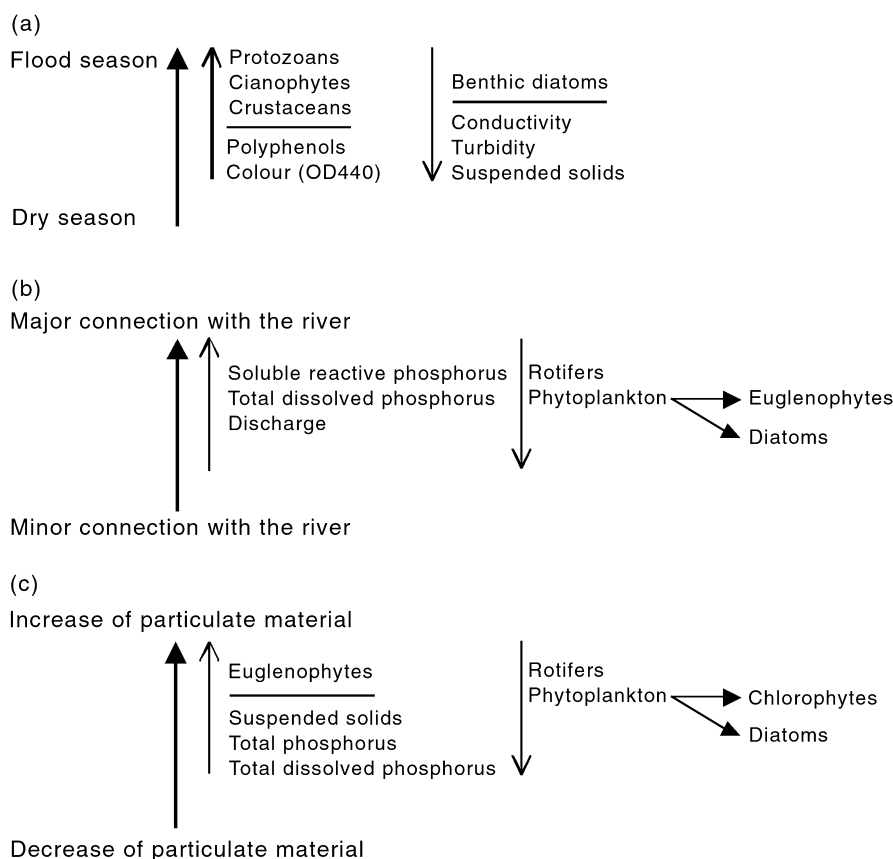 (a)
Flood season
Protozoans
Cianophytes
Crustaceans
Polyphenols
Colour (OD440)
Benthic diatoms
Conductivity
Turbidity
Suspended solids
Dry season
(b)
Major connection with the river
Soluble reactive phosphorus
Total dissolved phosphorus
Discharge
Rotifers
Phytoplankton
Euglenophytes
Diatoms
Minor connection with the river
(c)
Increase of particulate material
Euglenophytes
Suspended solids
Total phosphorus
Total dissolved phosphorus
Rotifers
Phytoplankton
Chlorophytes
Diatoms
Decrease of particulate material